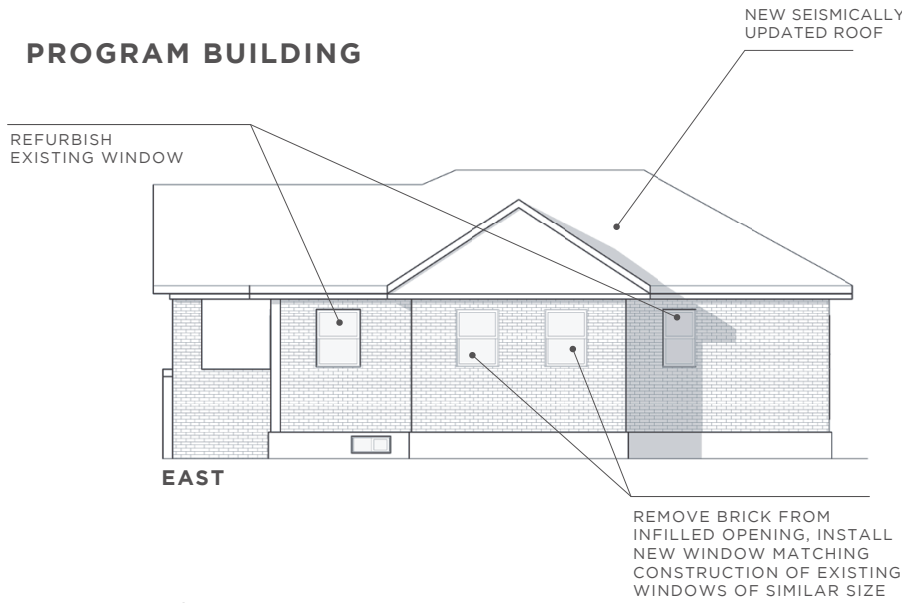 NEW SEISMICALLY
UPDATED ROOF
PROGRAM BUILDING
REFURBISH
EXISTING WINDOW
EAST
REMOVE BRICK FROM
INFILLED OPENING, INSTALL
NEW WINDOW MATCHING
CONSTRUCTION OF EXISTING
WINDOWS OF SIMILAR SIZE